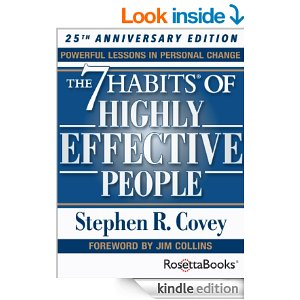 Look inside
25TH ANNIVERSARY EDITION
POWERFUL LESSONS IN PERSONAL CHANGE
THE 7 HABITS® OF
HIGHLY
EFFECTIVE
PEOPLE
Stephen R. Covey
FOREWORD BY JIM COLLINS
RosettaBooks®
kindle edition